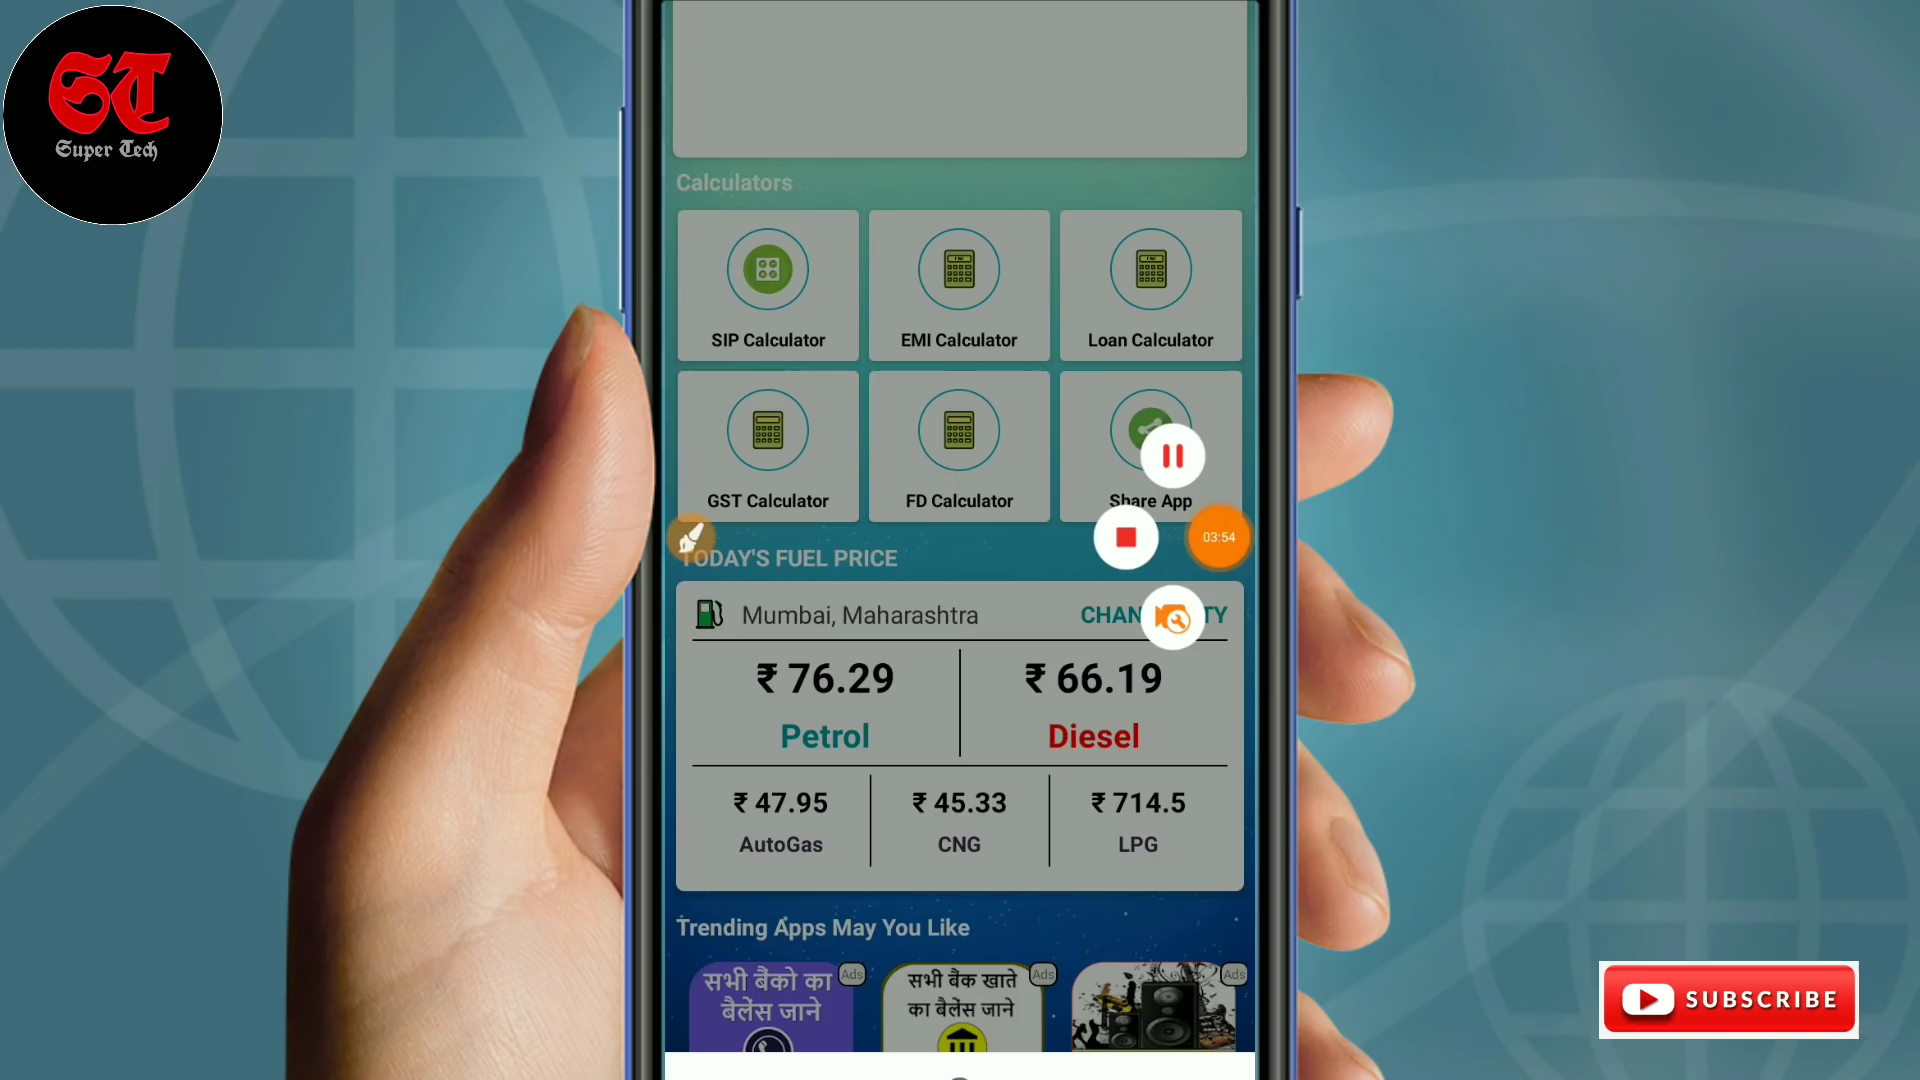 ST
Super Tech
Calculators
SIP Calculator
EMI Calculator
Loan Calculator
GST Calculator
FD Calculator
Share App
03:54
TODAY'S FUEL PRICE
Mumbai, Maharashtra
₹ 76.29
₹ 66.19
Petrol
Diesel
₹ 47.95
₹ 45.33
₹ 714.5
AutoGas
CNG
LPG
Trending Apps May You Like
सभी बैंको का
बैलेंस जाने
Ads
सभी बैंक खाते
का बैलेंस जाने
Ads
Ads
SUBSCRIBE